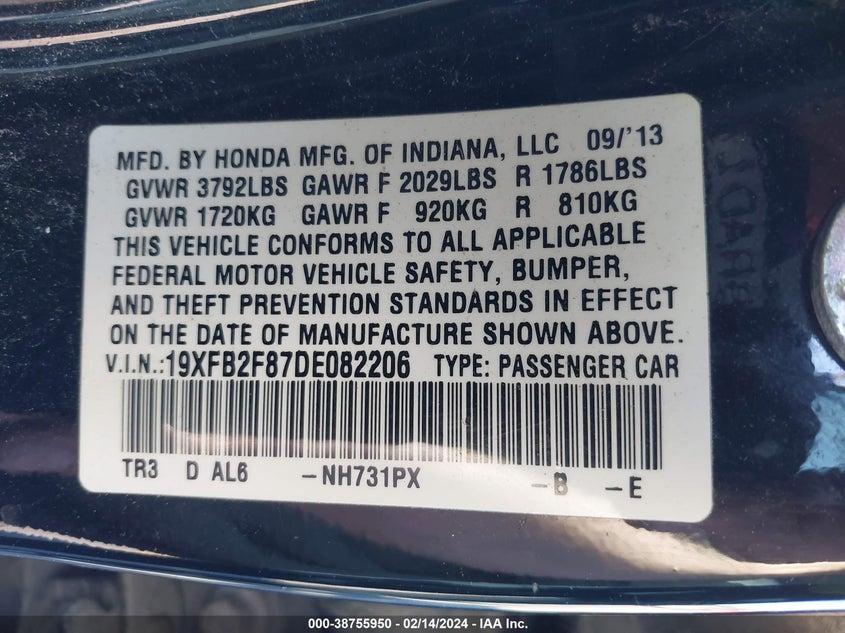 MFD. BY HONDA MFG. OF INDIANA, LLC 09/'13
GVWR 3792LBS GAWR F 2029LBS R 1786LBS
GVWR 1720KG GAWR F 920KG R 810KG
THIS VEHICLE CONFORMS TO ALL APPLICABLE
FEDERAL MOTOR VEHICLE SAFETY, BUMPER,
AND THEFT PREVENTION STANDARDS IN EFFECT
ON THE DATE OF MANUFACTURE SHOWN ABOVE.
V.I.N.:19XFB2F87DE082206 TYPE: PASSENGER CAR
TR3 D AL6 -NH731PX -B -E
000-38755950 - 02/14/2024 - IAA Inc.